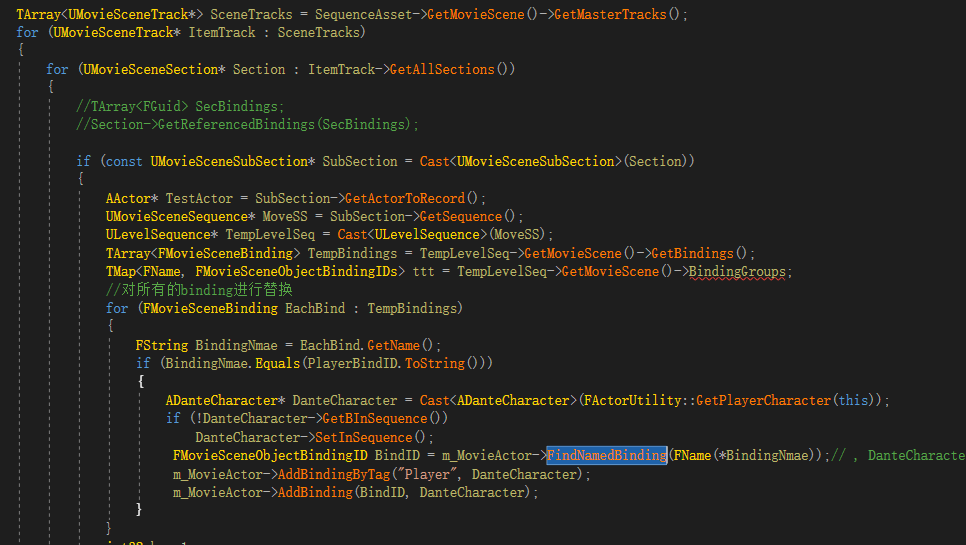 TArray<UMovieSceneTrack*> SceneTracks = SequenceAsset->GetMovieScene()->GetMasterTracks();
for (UMovieSceneTrack* ItemTrack : SceneTracks)
{
for (UMovieSceneSection* Section : ItemTrack->GetAllSections())
{
//TArray<FGuid> SecBindings;
//Section->GetReferencedBindings(SecBindings);
if (const UMovieSceneSubSection* SubSection = Cast<UMovieSceneSubSection>(Section))
{
AActor* TestActor = SubSection->GetActorToRecord();
UMovieSceneSequence* MoveSS = SubSection->GetSequence();
ULevelSequence* TempLevelSeq = Cast<ULevelSequence>(MoveSS);
TArray<FMovieSceneBinding> TempBindings = TempLevelSeq->GetMovieScene()->GetBindings();
TMap<FName, FMovieSceneObjectBindingIDs> ttt = TempLevelSeq->GetMovieScene()->BindingGroups;
//对所有的binding进行替换
for (FMovieSceneBinding EachBind : TempBindings)
{
FString BindingNmae = EachBind.GetName();
if (BindingNmae.Equals(PlayerBindID.ToString()))
{
ADanteCharacter* DanteCharacter = Cast<ADanteCharacter>(FActorUtility::GetPlayerCharacter(this));
if (!DanteCharacter->GetBInSequence())
DanteCharacter->SetInSequence();
FMovieSceneObjectBindingID BindID = m_MovieActor->FindNamedBinding(FName(*BindingNmae));// , DanteCharacte
m_MovieActor->AddBindingByTag("Player", DanteCharacter);
m_MovieActor->AddBinding(BindID, DanteCharacter);
}
}